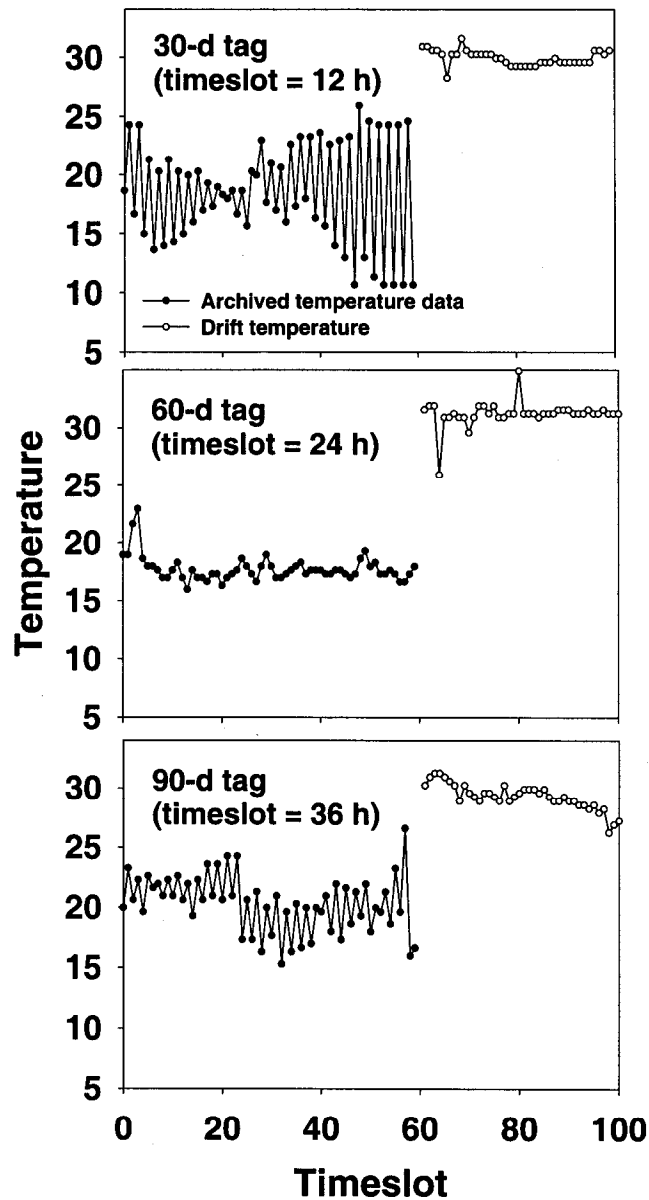 30-d tag
(timeslot = 12 h)
30
25
20
15
10
5
Archived temperature data
Drift temperature
60-d tag
(timeslot = 24 h)
30
25
20
15
10
5
Temperature
90-d tag
(timeslot = 36 h)
30
25
20
15
10
5
0 20 40 60 80 100
Timeslot